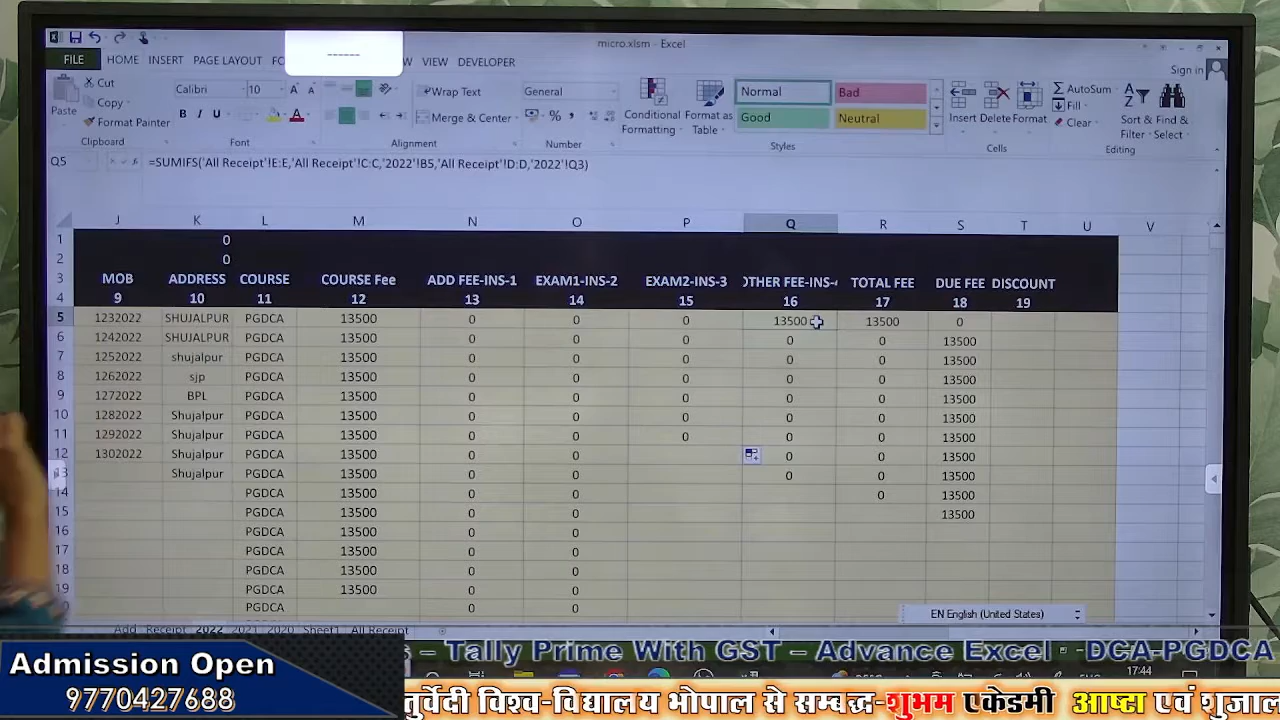 micro.xlsm - Excel
------
FILE HOME INSERT PAGE LAYOUT VIEW DEVELOPER Sign in
Cut
Copy
Paste
Format Painter
Calibri 10
B I U
Wrap Text
Merge & Center
General
%
Conditional Formatting
Format as Table
Normal Bad
Good Neutral
Insert Delete Format
AutoSum
Fill
Clear
Sort & Filter
Find & Select
Clipboard Font Alignment Number Styles Cells Editing
Q5 =SUMIFS('All Receipt'!E:E,'All Receipt'!C:C,'2022'!B5,'All Receipt'!D:D,'2022'!Q3)
J K L M N O P Q R S T U V
1 0
2 0
3 MOB ADDRESS COURSE COURSE Fee ADD FEE-INS-1 EXAM1-INS-2 EXAM2-INS-3 OTHER FEE-INS-4 TOTAL FEE DUE FEE DISCOUNT
4 9 10 11 12 13 14 15 16 17 18 19
5 1232022 SHUJALPUR PGDCA 13500 0 0 0 13500 13500 0
6 1242022 SHUJALPUR PGDCA 13500 0 0 0 0 0 13500
7 1252022 shujalpur PGDCA 13500 0 0 0 0 0 13500
8 1262022 sjp PGDCA 13500 0 0 0 0 0 13500
9 1272022 BPL PGDCA 13500 0 0 0 0 0 13500
10 1282022 Shujalpur PGDCA 13500 0 0 0 0 0 13500
11 1292022 Shujalpur PGDCA 13500 0 0 0 0 0 13500
12 1302022 Shujalpur PGDCA 13500 0 0 0 0 13500
13 Shujalpur PGDCA 13500 0 0 0 0 13500
14 PGDCA 13500 0 0 0 13500
15 PGDCA 13500 0 0 13500
16 PGDCA 13500 0 0
17 PGDCA 13500 0 0
18 PGDCA 13500 0 0
19 PGDCA 13500 0 0
PGDCA 0 0
EN English (United States)
Add Receipt 2022 2021 2020 Sheet1 All Receipt
s – Tally Prime With GST – Advance Excel - -DCA-PGDCA
17:44
Admission Open
9770427688
तुर्वेदी विश्व-विद्यालय भोपाल से सम्बद्ध-शुभम एकेडमी आष्टा एवं शुजाल